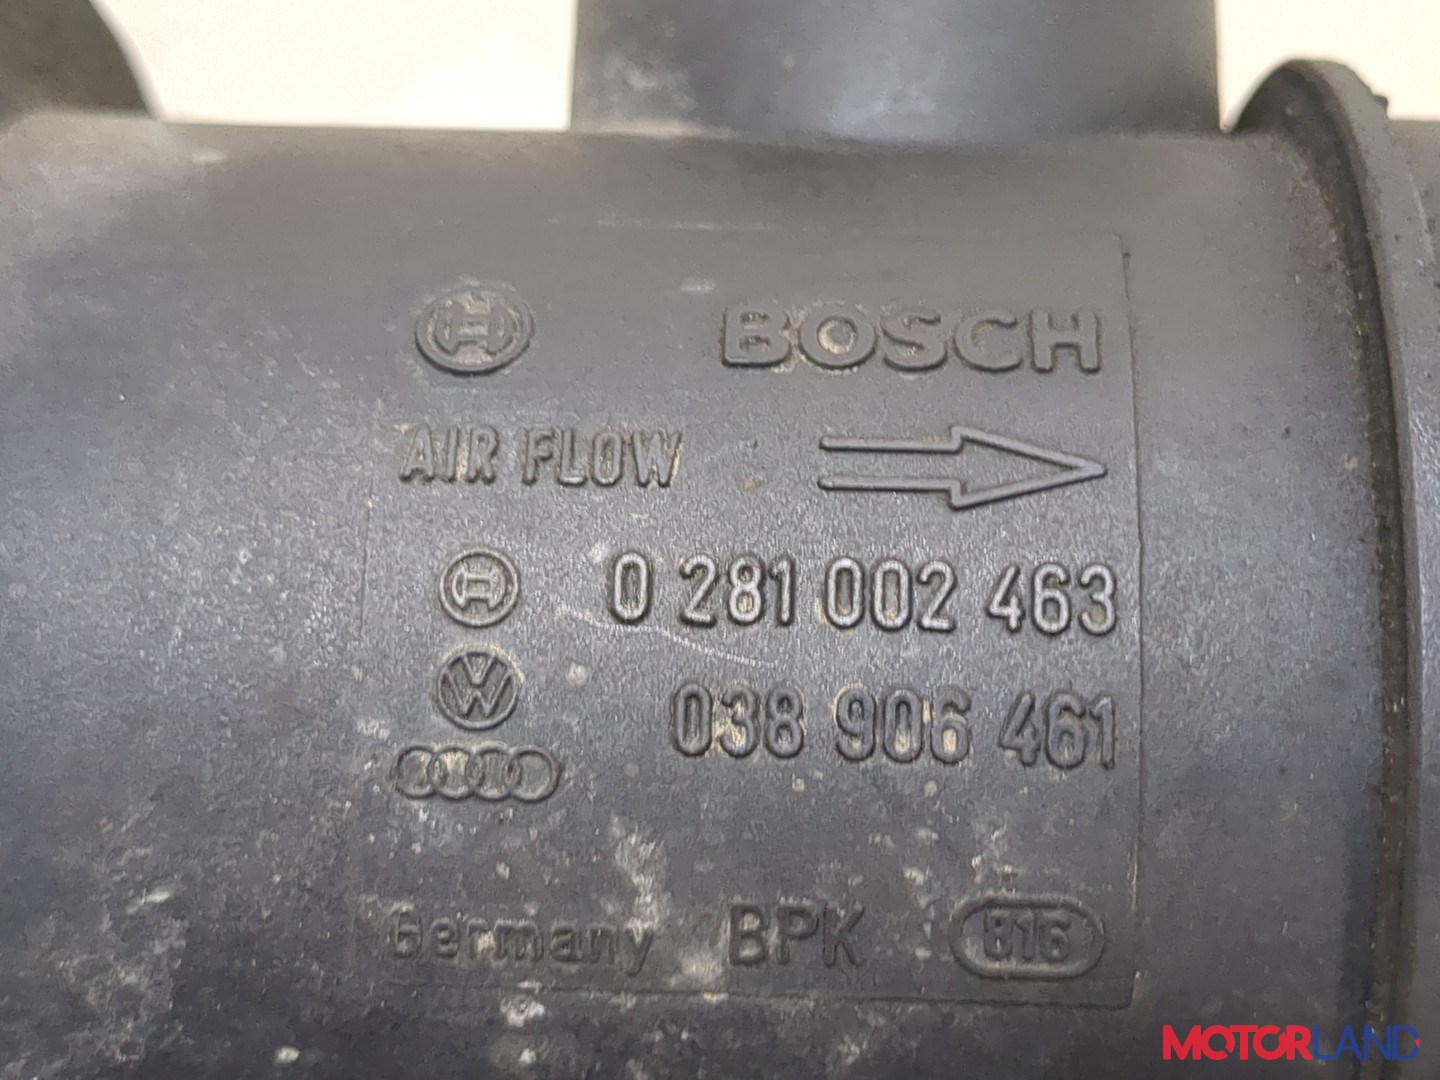 BOSCH
AIR FLOW
0 281 002 463
038 906 461
Germany BPK 816
MOTORLAND